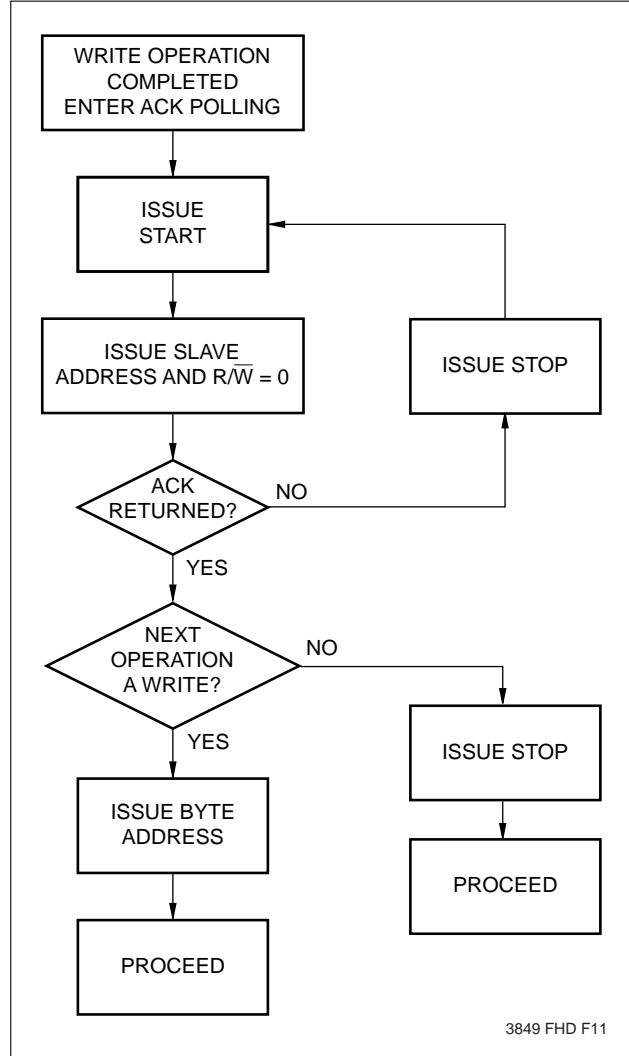 WRITE OPERATION
COMPLETED
ENTER ACK POLLING
ISSUE
START
ISSUE SLAVE
ADDRESS AND R/W̅ = 0
ISSUE STOP
ACK
RETURNED?
NO
YES
NEXT
OPERATION
A WRITE?
NO
YES
ISSUE STOP
ISSUE BYTE
ADDRESS
PROCEED
PROCEED
3849 FHD F11